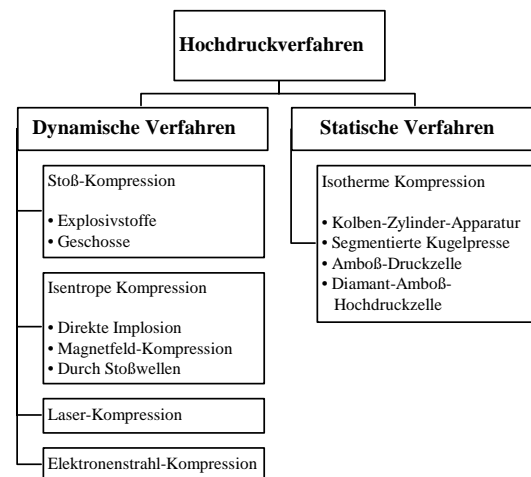 Hochdruckverfahren
Dynamische Verfahren
Stoß-Kompression
• Explosivstoffe
• Geschosse
Isentrope Kompression
• Direkte Implosion
• Magnetfeld-Kompression
• Durch Stoßwellen
Laser-Kompression
Elektronenstrahl-Kompression
Statische Verfahren
Isotherme Kompression
• Kolben-Zylinder-Apparatur
• Segmentierte Kugelpresse
• Amboß-Druckzelle
• Diamant-Amboß-
Hochdruckzelle